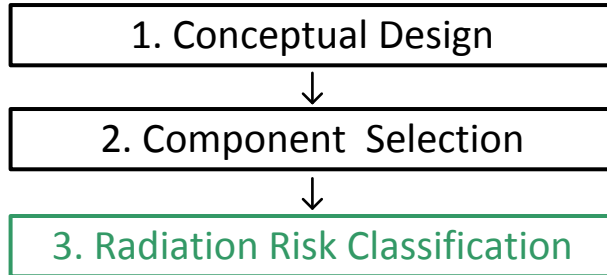 1. Conceptual Design
2. Component Selection
3. Radiation Risk Classification